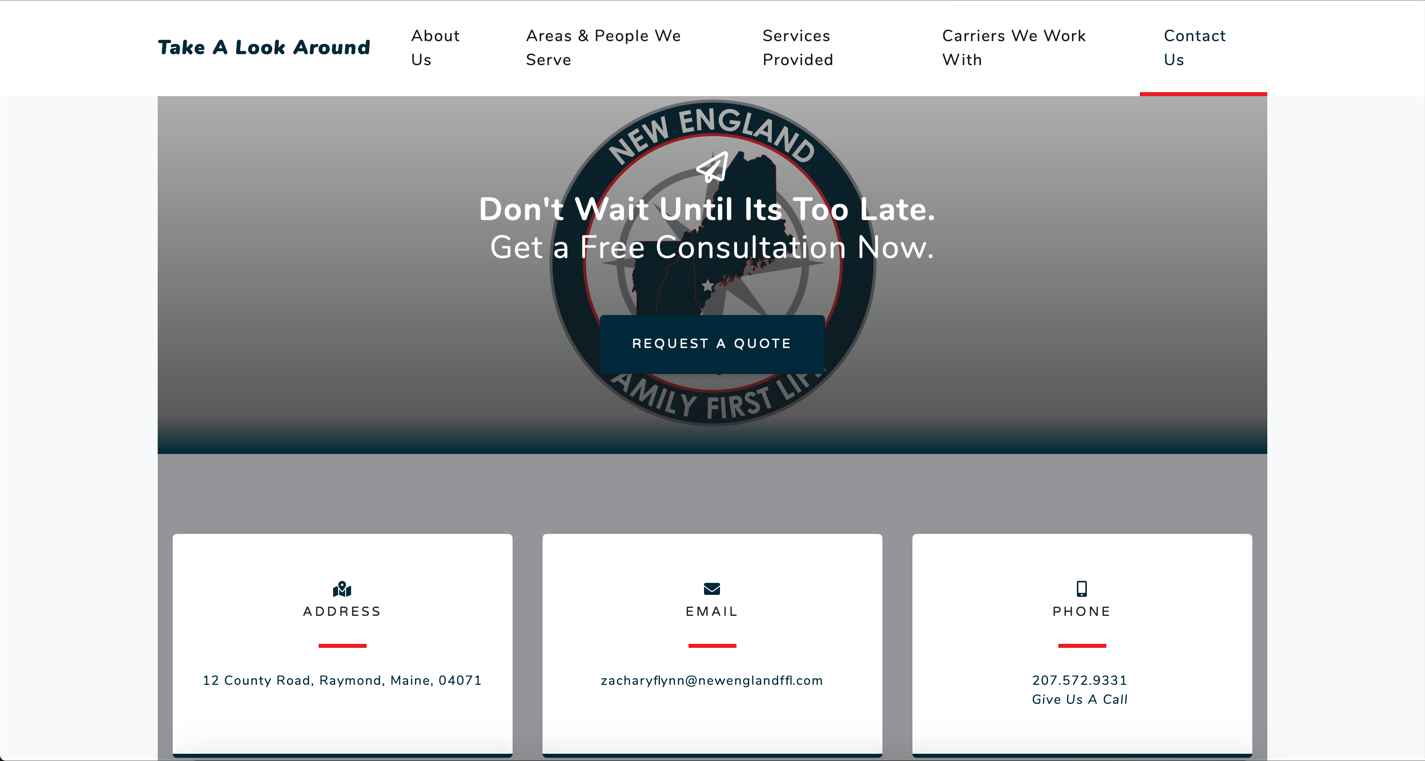 Take A Look Around
About
Us
Areas & People We
Serve
Services
Provided
Carriers We Work
With
Contact
Us
NEW ENGLAND
Don't Wait Until Its Too Late.
Get a Free Consultation Now.
REQUEST A QUOTE
FAMILY FIRST LIFE
ADDRESS
12 County Road, Raymond, Maine, 04071
EMAIL
zacharyflynn@newenglandffl.com
PHONE
207.572.9331
Give Us A Call